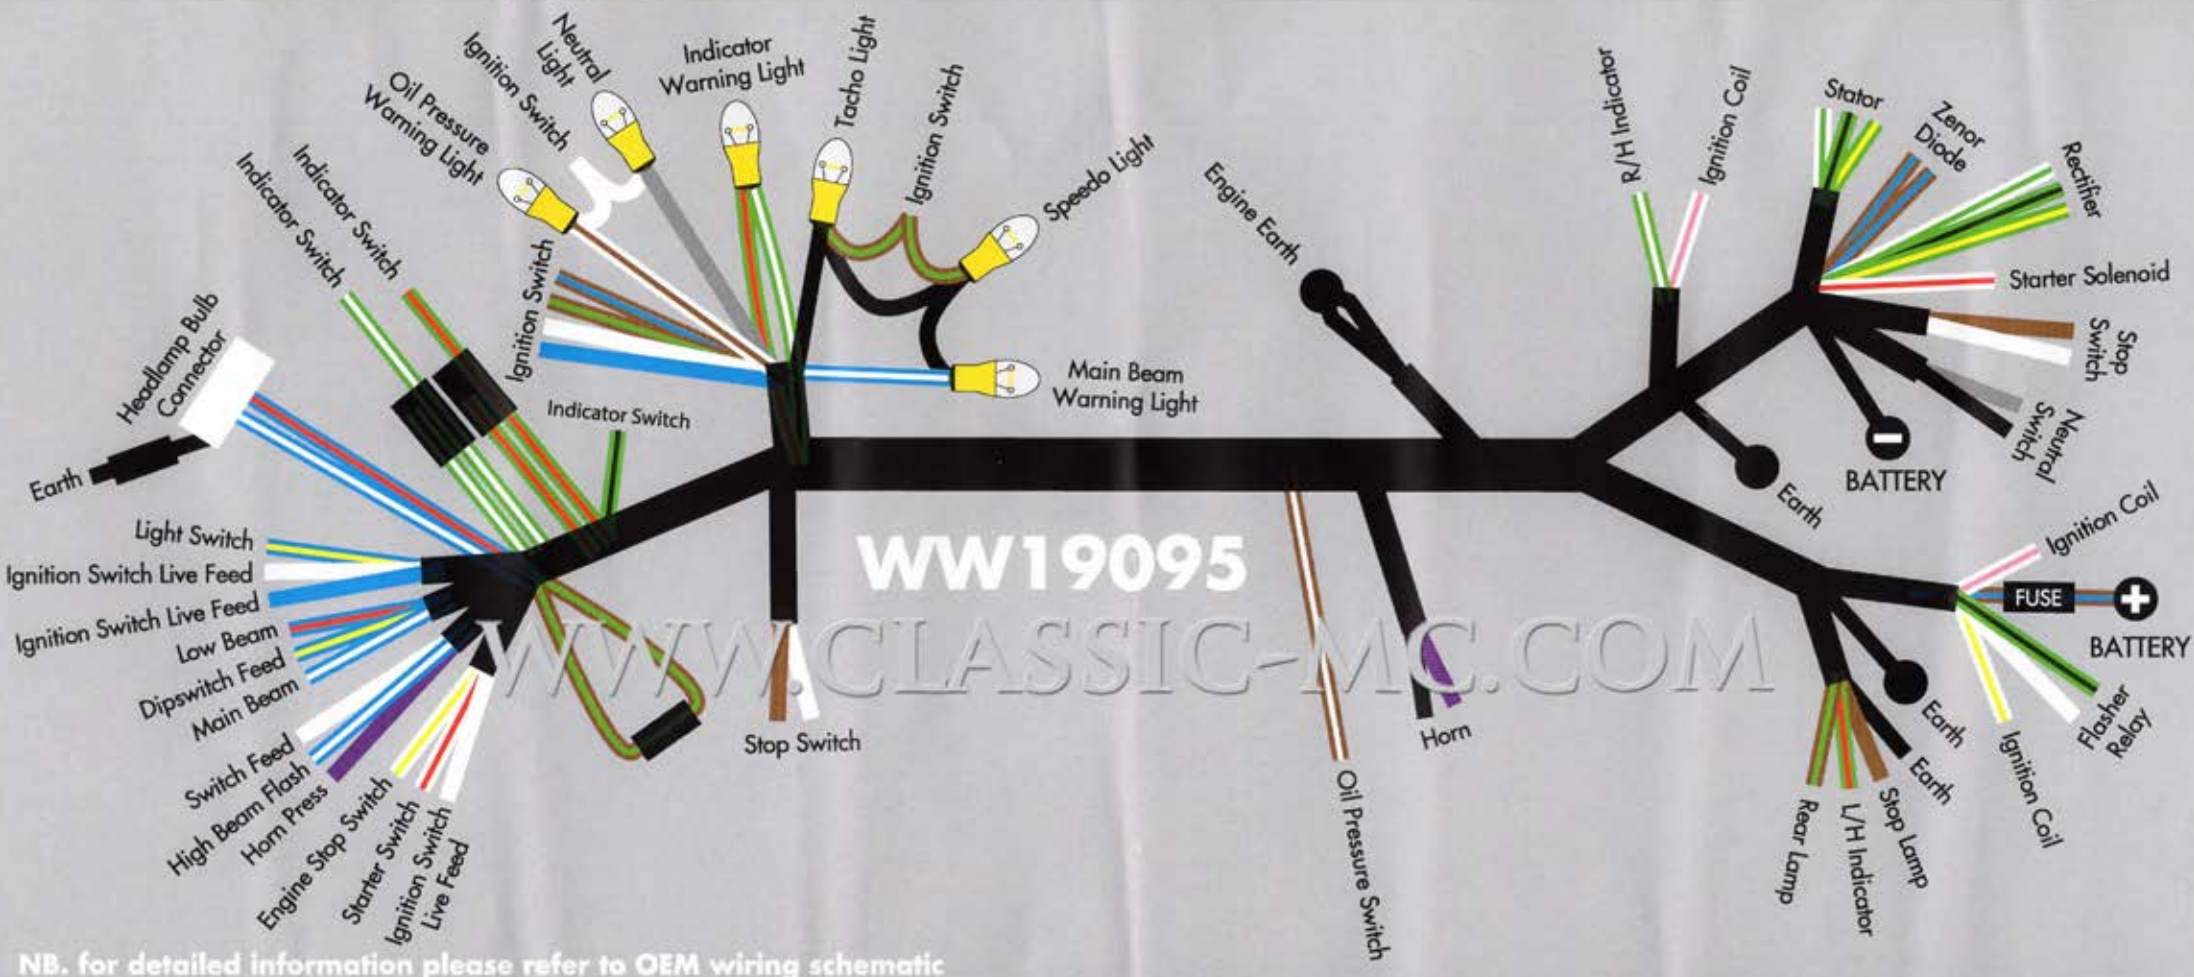 Neutral
Light
Ignition Switch
Oil Pressure
Warning Light
Indicator
Warning Light
Tacho Light
Ignition Switch
Speedo Light
Indicator Switch
Indicator Switch
Ignition Switch
Headlamp Bulb
Connector
Earth
Indicator Switch
Main Beam
Warning Light
Engine Earth
R/H Indicator
Ignition Coil
Stator
Zenor
Diode
Rectifier
Starter Solenoid
Stop
Switch
Neutral
Switch
BATTERY
Earth
Light Switch
Ignition Switch Live Feed
Ignition Switch Live Feed
Low Beam
Dipswitch Feed
Main Beam
Switch Feed
High Beam Flash
Horn Press
Engine Stop Switch
Starter Switch
Ignition Switch
Live Feed
Stop Switch
WW19095
WWW.CLASSIC-MC.COM
Oil Pressure Switch
Horn
Ignition Coil
FUSE
BATTERY
Flasher
Relay
Ignition Coil
Earth
Earth
Stop Lamp
L/H Indicator
Rear Lamp
NB. for detailed information please refer to OEM wiring schematic